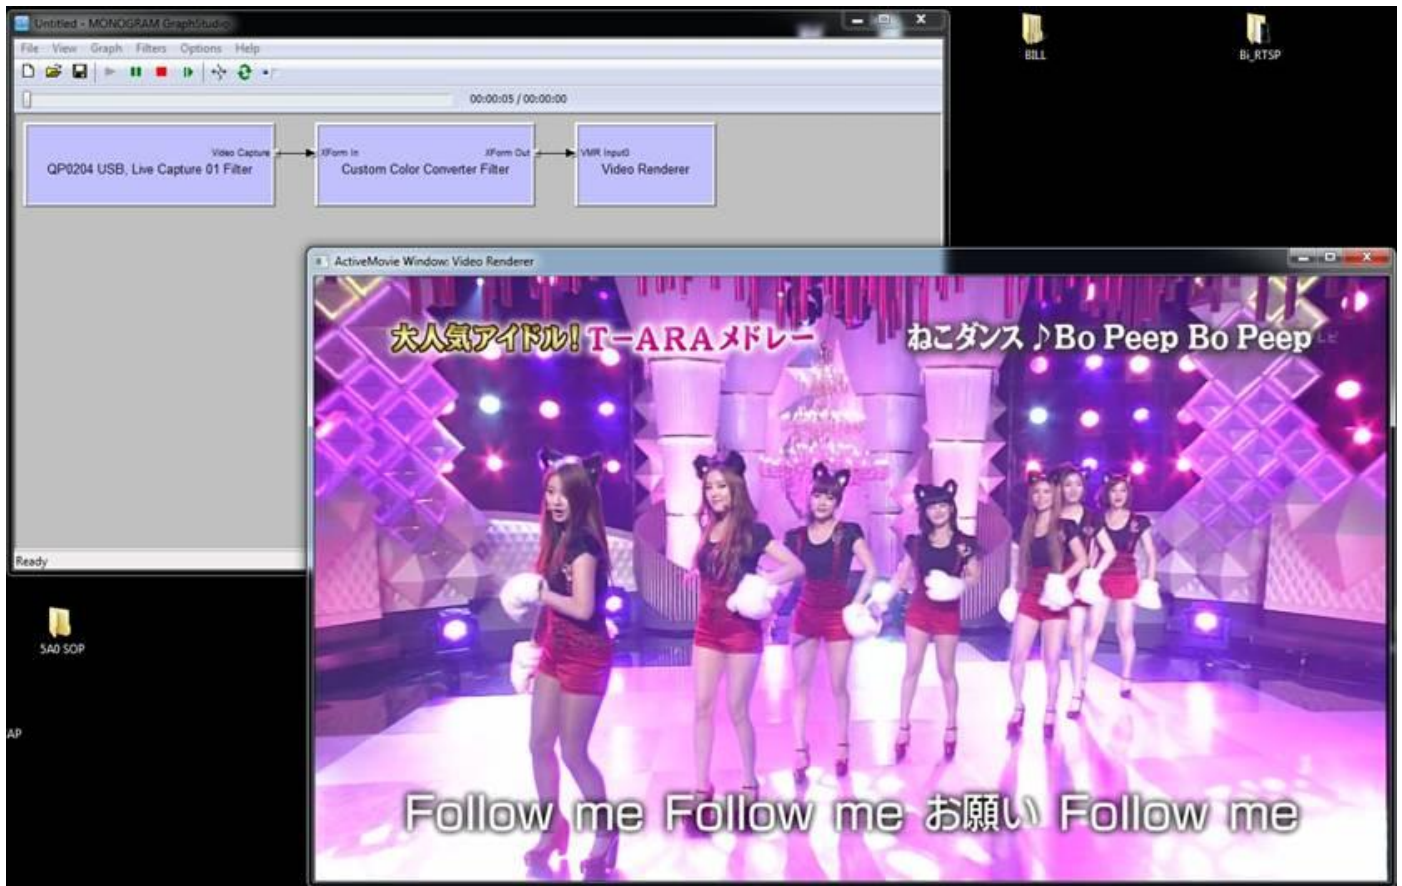 Untitled - MONOGRAM GraphStudio
File View Graph Filters Options Help
00:00:05 / 00:00:00
Video Capture
QP0204 USB, Live Capture 01 Filter
XForm In
XForm Out
Custom Color Converter Filter
VMR Input0
Video Renderer
Ready
BILL
Bi_RTSP
5A0 SOP
AP
ActiveMovie Window: Video Renderer
大人気アイドル!T-ARAメドレー
ねこダンス♪Bo Peep Bo Peep
Follow me Follow me お願い Follow me